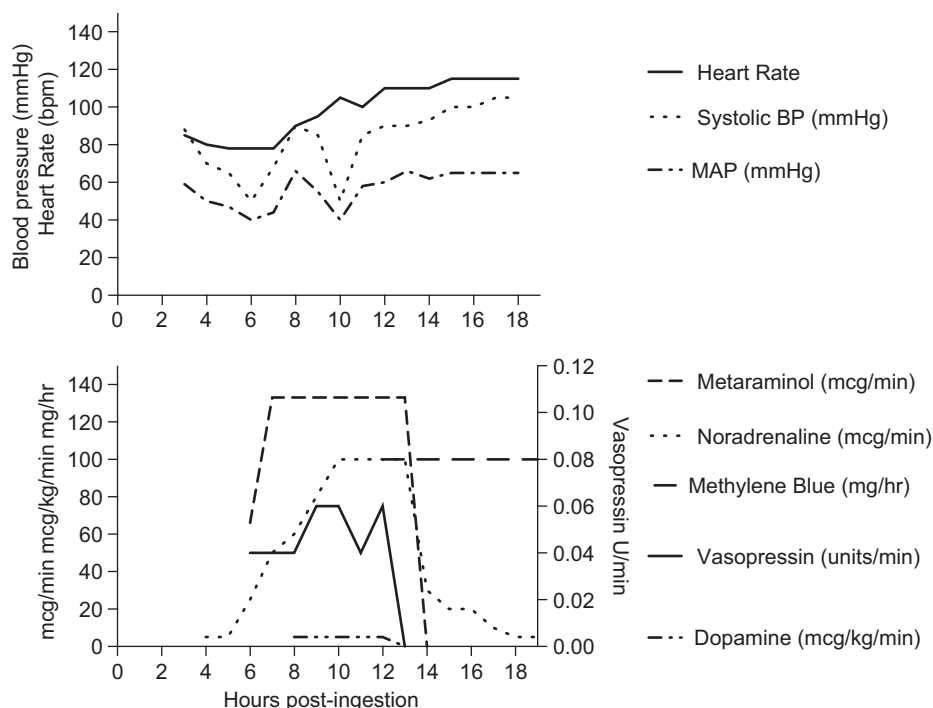 Blood pressure (mmHg)
Heart Rate (bpm)
140
120
100
80
60
40
20
0
0 2 4 6 8 10 12 14 16 18
Heart Rate
Systolic BP (mmHg)
MAP (mmHg)
mcg/min mcg/kg/min mg/hr
140
120
100
80
60
40
20
0
0 2 4 6 8 10 12 14 16 18
Hours post-ingestion
0.12
0.10
0.08
0.06
0.04
0.02
0.00
Vasopressin U/min
Metaraminol (mcg/min)
Noradrenaline (mcg/min)
Methylene Blue (mg/hr)
Vasopressin (units/min)
Dopamine (mcg/kg/min)